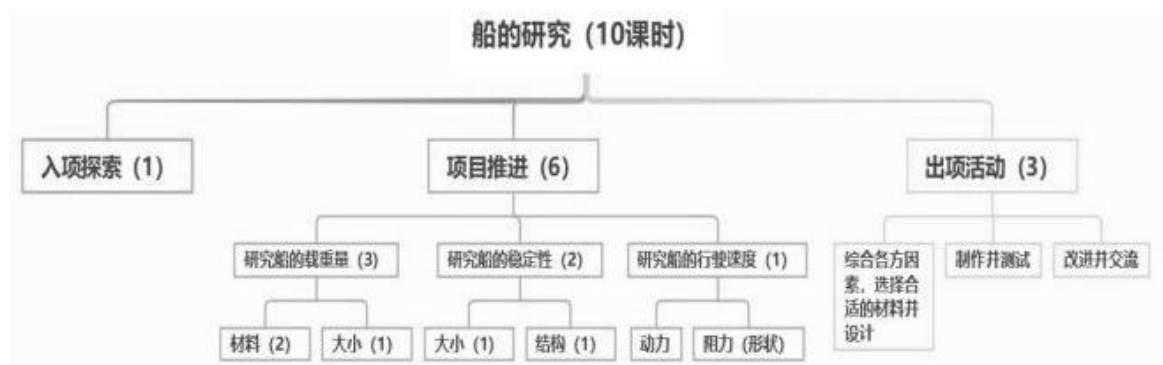 船的研究（10课时）
入项探索（1）
项目推进（6）
出项活动（3）
研究船的载重量（3）
研究船的稳定性（2）
研究船的行驶速度（1）
综合各方因
素，选择合
适的材料并
设计
制作并测试
改进并交流
材料（2）
大小（1）
大小（1）
结构（1）
动力
阻力（形状）